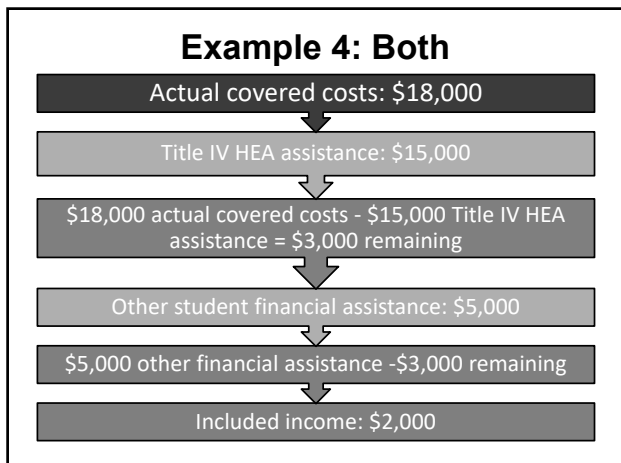 Example 4: Both
Actual covered costs: $18,000
Title IV HEA assistance: $15,000
$18,000 actual covered costs - $15,000 Title IV HEA
assistance = $3,000 remaining
Other student financial assistance: $5,000
$5,000 other financial assistance -$3,000 remaining
Included income: $2,000